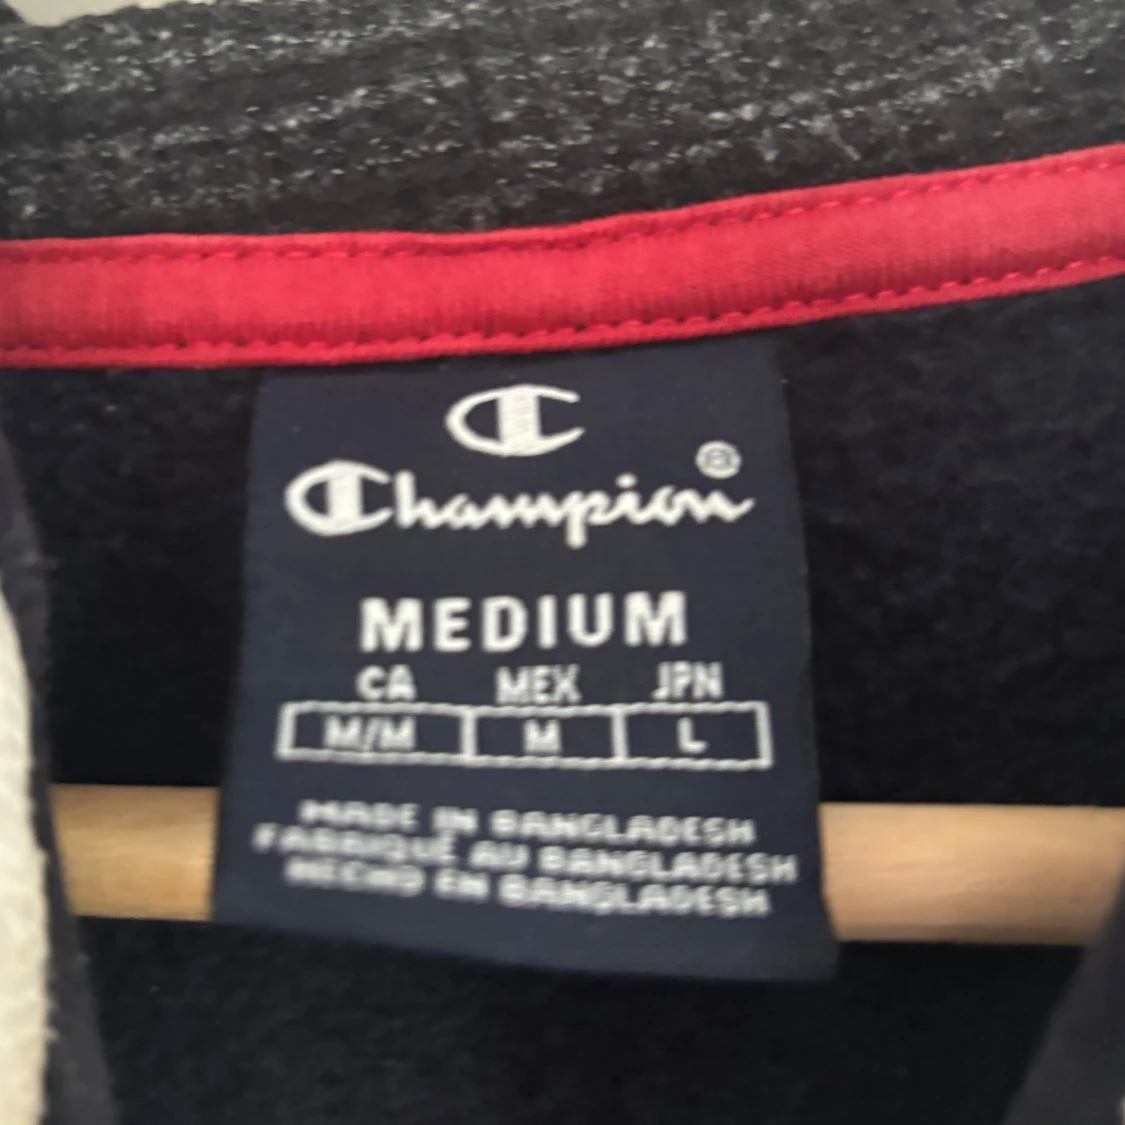 C
Champion®
MEDIUM
CA MEX JPN
M/M M L
MADE IN BANGLADESH
FABRIQUÉ AU BANGLADESH
HECHO EN BANGLADESH